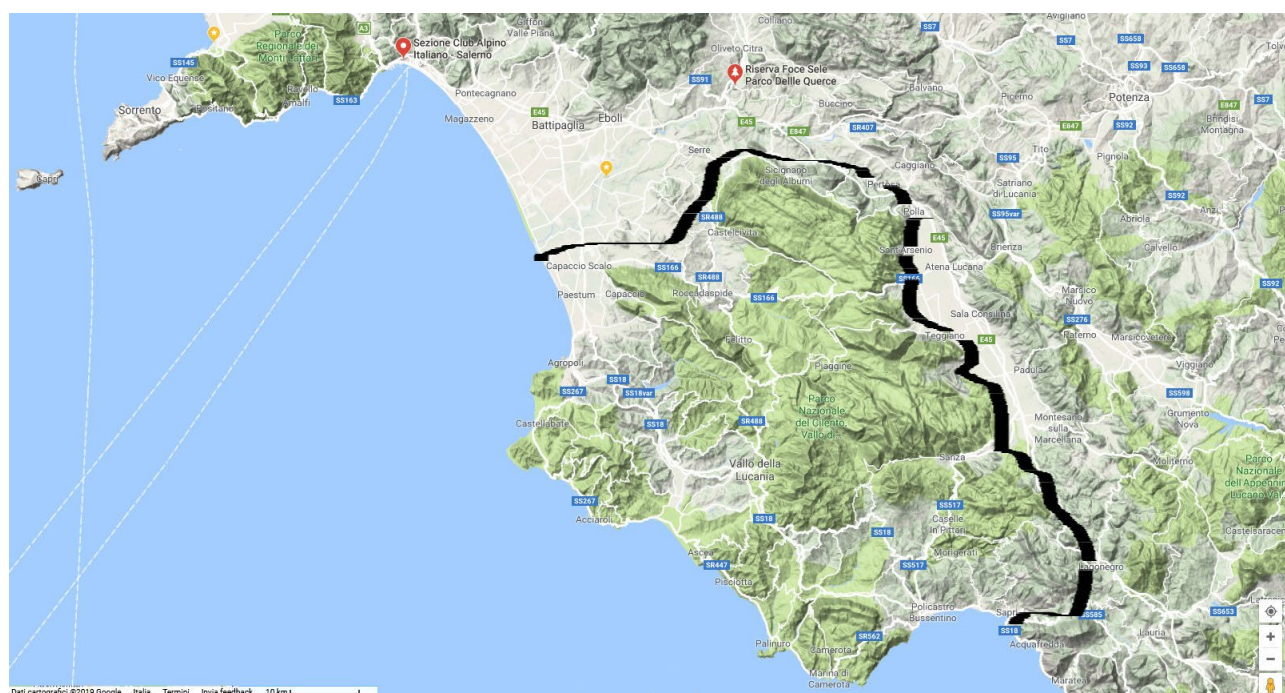 Giffoni
Valle Piana
Colliano
SS7
Avigliano
SS7
SS658
A3
Parco
Regionale dei
Monti Lattari
Sezione Club Alpino
Italiano - Salerno
Oliveto Citra
SS145
Riserva Foce Sele
Parco Dellle Querce
SS91
SS93
SS658
Vico Equense
Ravello
Amalfi
Positano
SS163
Sorrento
Pontecagnano
Magazzeno
E45
Battipaglia
Eboli
Buccino
Balvano
Picerno
Potenza
SS7
E847
E45
E847
SR407
E847
SS92
Brindisi
Montagna
Capri
Serre
Sicignano
degli Alburni
Caggiano
Pertosa
SS95
Tito
Pignola
Satriano
di Lucania
SS92
SR488
Castelcivita
Polla
SS95var
Abriola
Anzi
E45
Sant'Arsenio
Brienza
Calvello
Capaccio Scalo
SS166
SR488
Atena Lucana
SS166
SS92
Paestum
Capaccio
Roccadaspide
SS166
Marsico
Nuovo
Sala Consilina
SS276
Felitto
Teggiano
E45
Paterno
Marsicovetere
Agropoli
Piaggine
Padula
Viggiano
SS18
SS267
SS18var
SS598
Parco
Nazionale
del Cilento,
Vallo di
Castellabate
SS18
SR488
Montesano
sulla
Marcellana
Grumento
Nova
Vallo della
Lucania
Sanza
Moliterno
Parco
Nazionale
dell'Appennin
Lucano Val
SS267
Acciaroli
SS18
SS517
Caselle
In Pittari
SS18
Castelsaracen
Ascea
SR447
Pisciotta
Morigerati
SS517
Lagonegro
Policastro
Bussentino
Sapri
SS585
SS653
SS18
Acquafredda
Lauria
Palinuro
SR562
Camerota
Marina di
Camerota
Maratea
Dati cartografici ©2019 Google Italia Termini Invia feedback 10 km